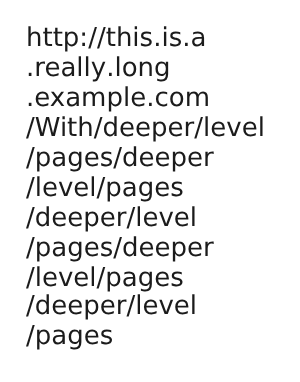 http://this.is.a
.really.long
.example.com
/With/deeper/level
/pages/deeper
/level/pages
/deeper/level
/pages/deeper
/level/pages
/deeper/level
/pages